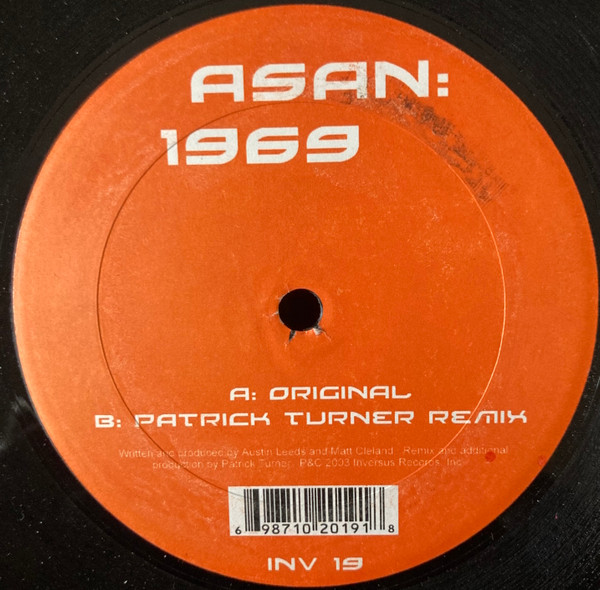 ASAN:
1969
A: ORIGINAL
B: PATRICK TURNER REMIX
Written and produced by Austin Leeds and Matt Cleland. Remix and additional
production by Patrick Turner. P&C 2003 Inversus Records, Inc.
6 98710 20191 8
INV 19